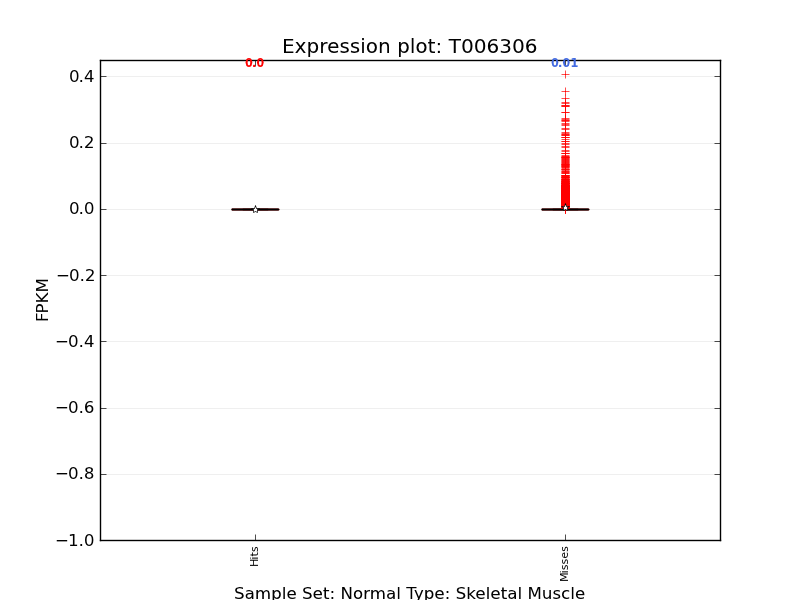 Expression plot: T006306
0.0
0.01
0.4
0.2
0.0
−0.2
−0.4
−0.6
−0.8
−1.0
FPKM
Hits
Misses
Sample Set: Normal Type: Skeletal Muscle